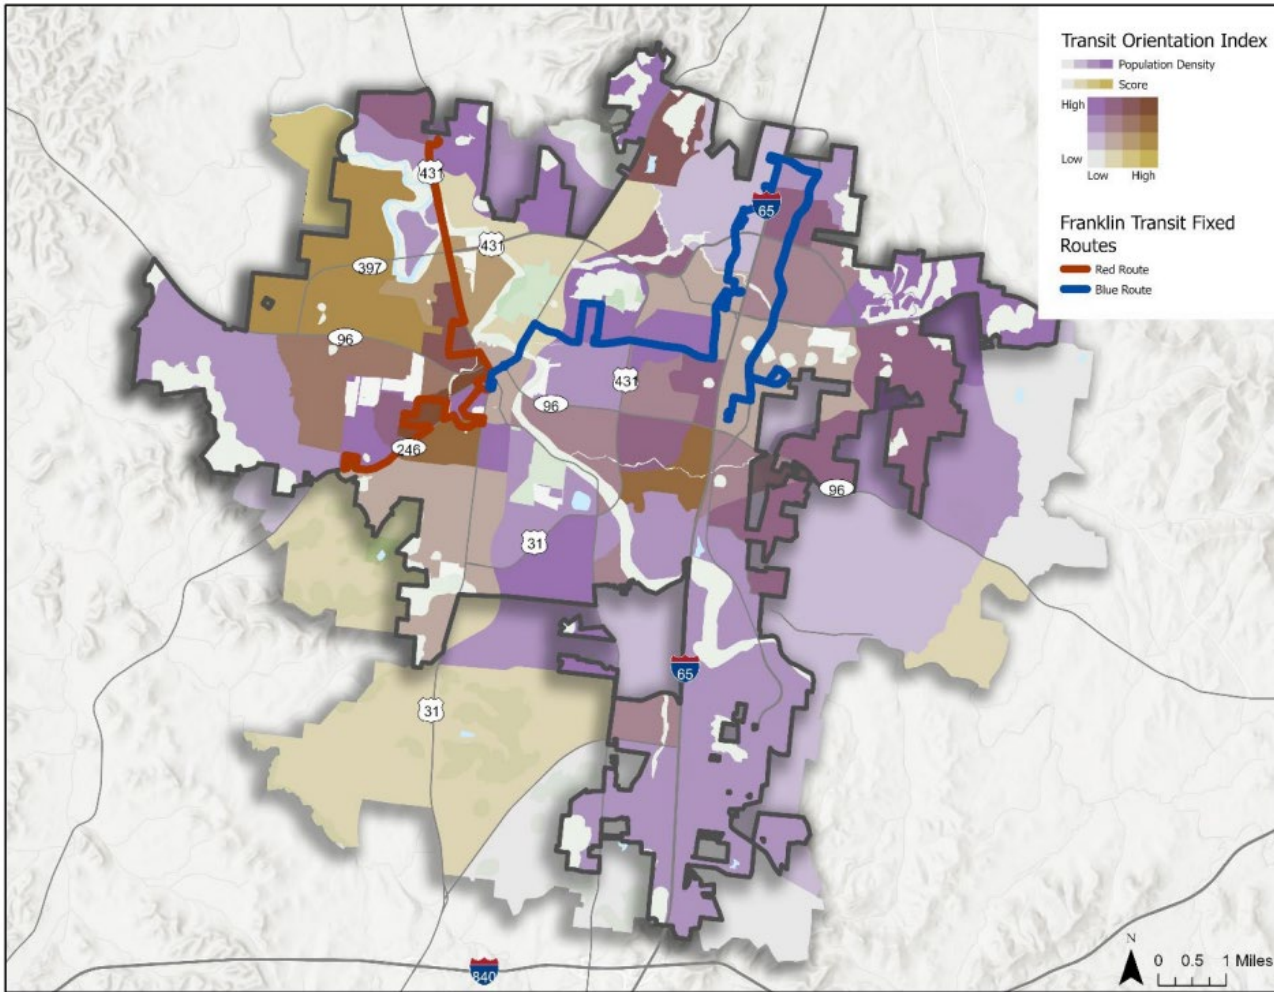 Transit Orientation Index
Population Density
Score
High
Low
Low High
Franklin Transit Fixed
Routes
Red Route
Blue Route
431
65
431
397
96
431
96
246
96
31
65
31
840
N
0 0.5 1 Miles